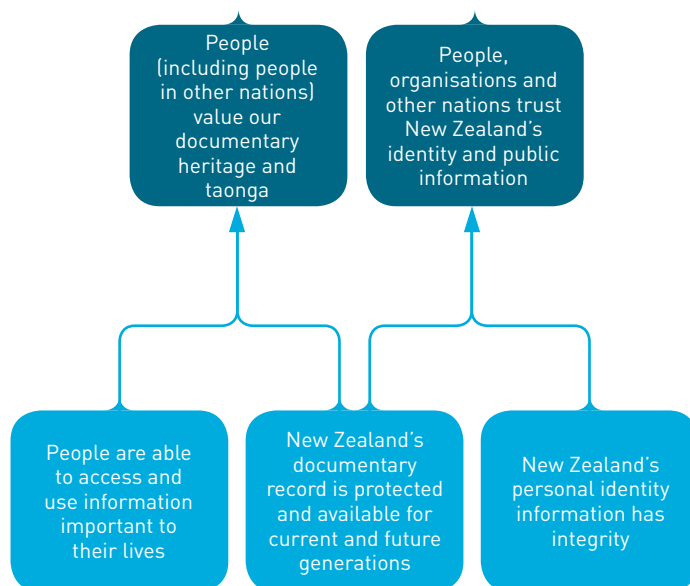 People
(including people
in other nations)
value our
documentary
heritage and
taonga
People,
organisations and
other nations trust
New Zealand's
identity and public
information
People are able
to access and
use information
important to
their lives
New Zealand's
documentary
record is protected
and available for
current and future
generations
New Zealand's
personal identity
information has
integrity